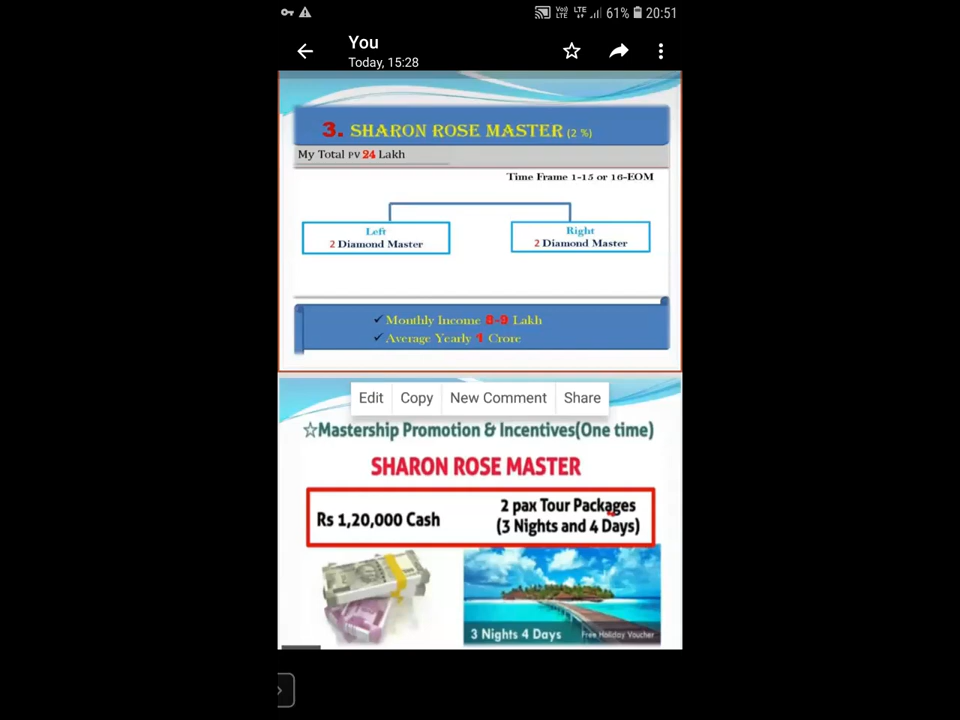 61% 20:51
You
Today, 15:28
3. SHARON ROSE MASTER (2 %)
My Total PV 24 Lakh
Time Frame 1-15 or 16-EOM
Left
2 Diamond Master
Right
2 Diamond Master
✓ Monthly Income 8-9 Lakh
✓ Average Yearly 1 Crore
Edit Copy New Comment Share
☆Mastership Promotion & Incentives(One time)
SHARON ROSE MASTER
Rs 1,20,000 Cash
2 pax Tour Packages
(3 Nights and 4 Days)
3 Nights 4 Days Free Holiday Voucher